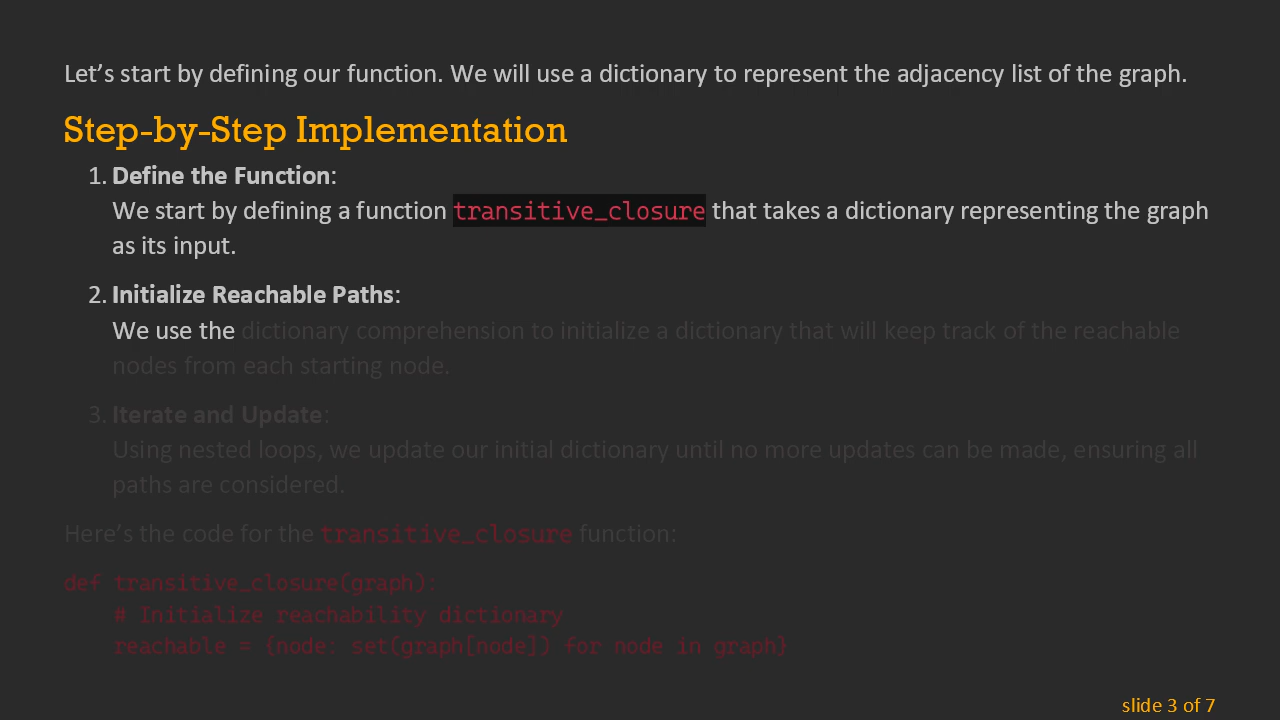 Let’s start by defining our function. We will use a dictionary to represent the adjacency list of the graph.
Step-by-Step Implementation
1. Define the Function:
We start by defining a function transitive_closure that takes a dictionary representing the graph
as its input.
2. Initialize Reachable Paths:
We use the dictionary comprehension to initialize a dictionary that will keep track of the reachable
nodes from each starting node.
3. Iterate and Update:
Using nested loops, we update our initial dictionary until no more updates can be made, ensuring all
paths are considered.
Here’s the code for the transitive_closure function:
def transitive_closure(graph):
    # Initialize reachability dictionary
    reachable = {node: set(graph[node]) for node in graph}
slide 3 of 7